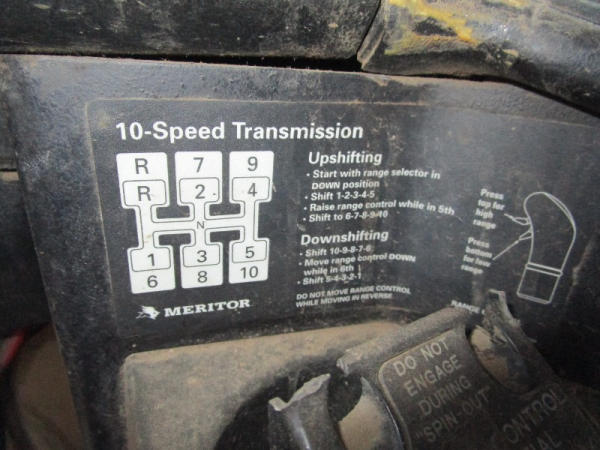 10-Speed Transmission
R 7 9
R 2 4
N
1 3 5
6 8 10
MERITOR
Upshifting
• Start with range selector in
DOWN position
• Shift 1-2-3-4-5
• Raise range control while in 5th
• Shift to 6-7-8-9-10
Downshifting
• Shift 10-9-8-7-6
• Move range control DOWN
while in 6th
• Shift 5-4-3-2-1
DO NOT MOVE RANGE CONTROL
WHILE MOVING IN REVERSE
Press
top for
high
range
Press
bottom
for low
range
RANGE
DO NOT
ENGAGE
DURING
"SPIN-OUT"
CONTROL